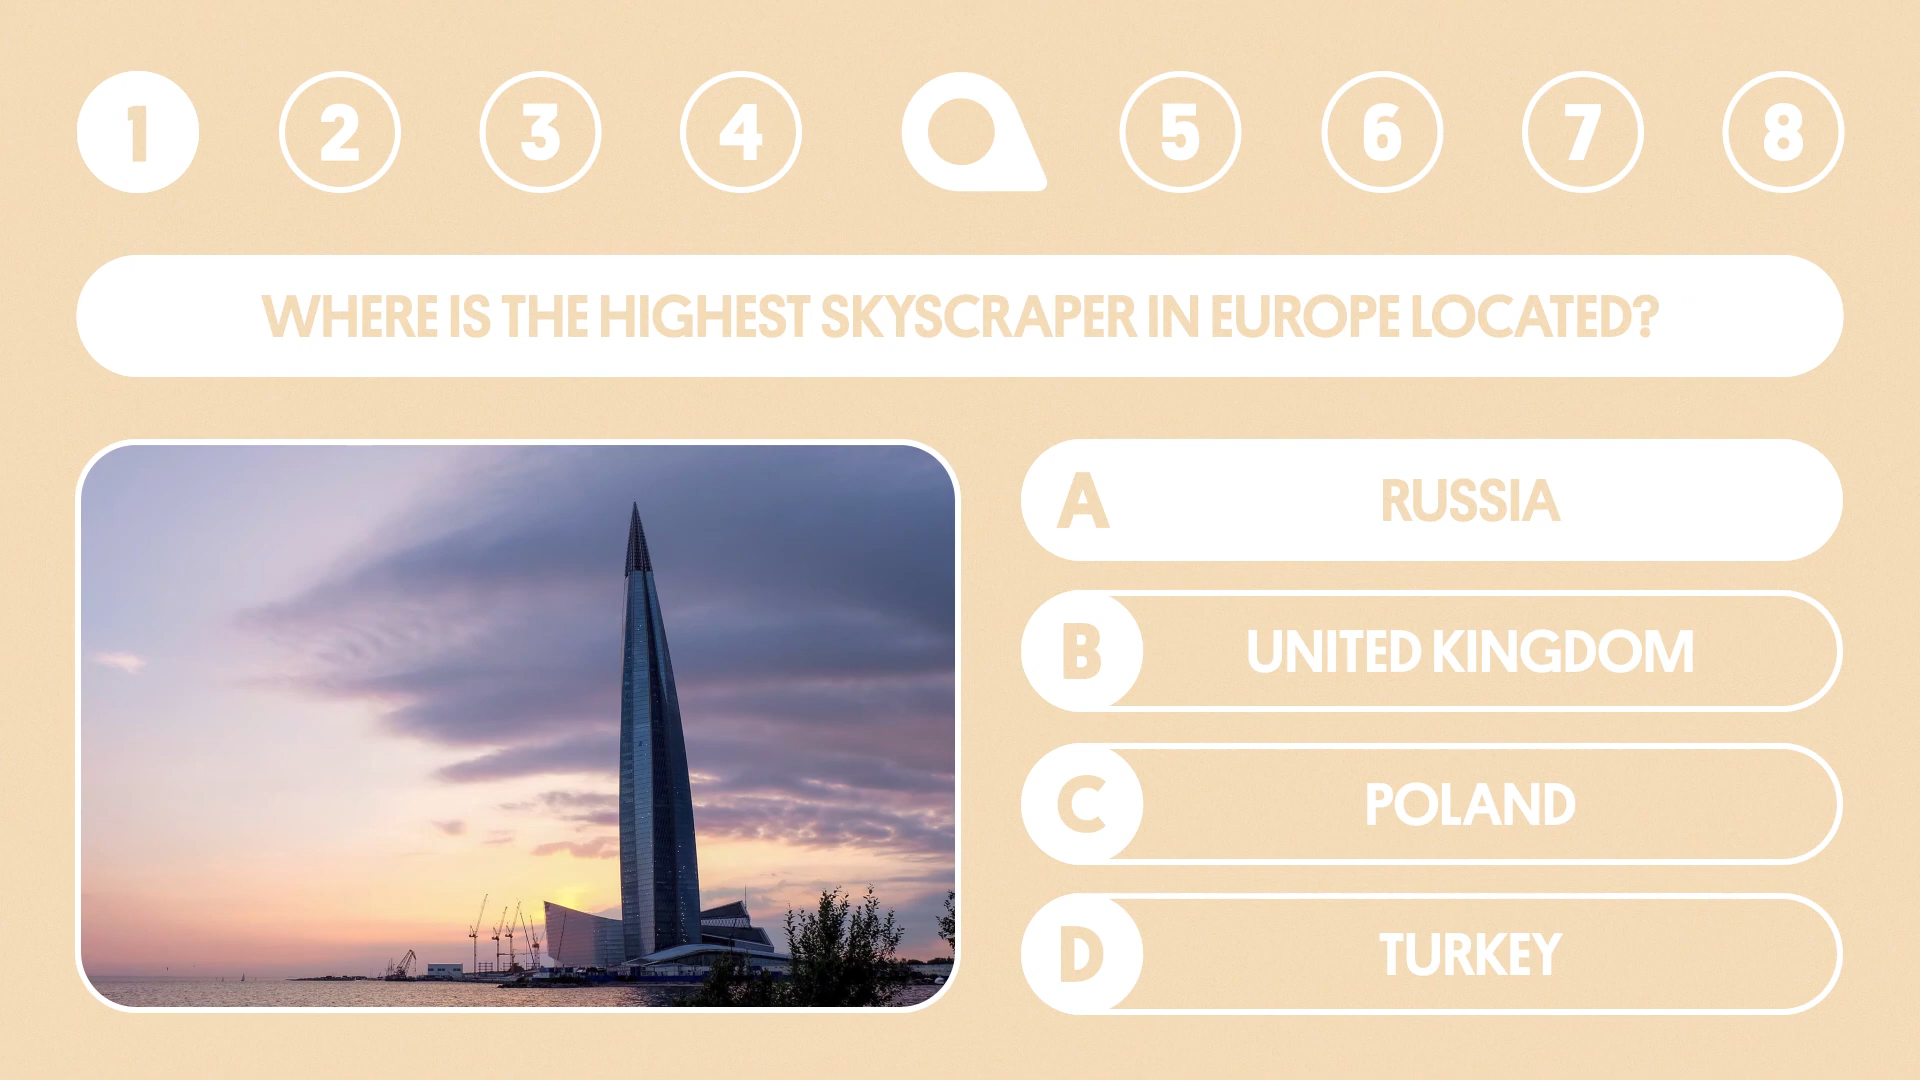 1 2 3 4 5 6 7 8
WHERE IS THE HIGHEST SKYSCRAPER IN EUROPE LOCATED?
A RUSSIA
B UNITED KINGDOM
C POLAND
D TURKEY